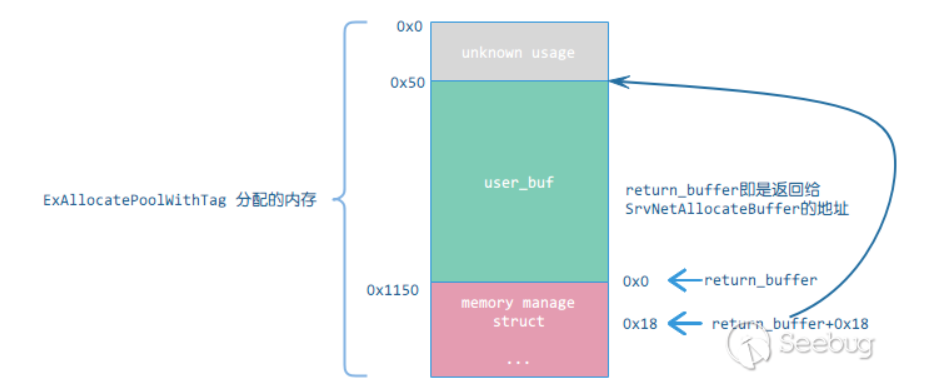 0x0
unknown usage
0x50
user_buf
ExAllocatePoolWithTag 分配的内存
return_buffer即是返回给
SrvNetAllocateBuffer的地址
0x1150
0x0
return_buffer
memory manage
struct
0x18
return_buffer+0x18
...
Seebug